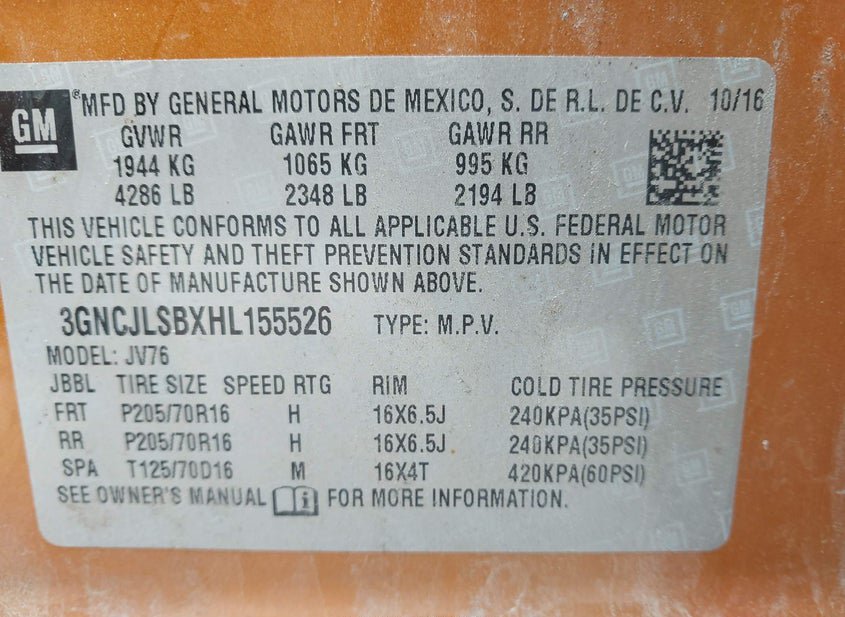 GM ®MFD BY GENERAL MOTORS DE MEXICO, S. DE R.L. DE C.V. 10/16
GVWR GAWR FRT GAWR RR
1944 KG 1065 KG 995 KG
4286 LB 2348 LB 2194 LB
THIS VEHICLE CONFORMS TO ALL APPLICABLE U.S. FEDERAL MOTOR
VEHICLE SAFETY AND THEFT PREVENTION STANDARDS IN EFFECT ON
THE DATE OF MANUFACTURE SHOWN ABOVE.
3GNCJLSBXHL155526 TYPE: M.P.V.
MODEL: JV76
JBBL TIRE SIZE SPEED RTG RIM COLD TIRE PRESSURE
FRT P205/70R16 H 16X6.5J 240KPA(35PSI)
RR P205/70R16 H 16X6.5J 240KPA(35PSI)
SPA T125/70D16 M 16X4T 420KPA(60PSI)
SEE OWNER'S MANUAL i FOR MORE INFORMATION.